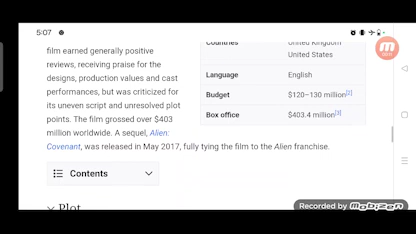 5:07
Countries
United Kingdom
United States
film earned generally positive
reviews, receiving praise for the
designs, production values and cast
performances, but was criticized for
its uneven script and unresolved plot
points. The film grossed over $403
million worldwide. A sequel, Alien:
Covenant, was released in May 2017, fully tying the film to the Alien franchise.
Language English
Budget $120–130 million[2]
Box office $403.4 million[3]
Contents
Plot
Recorded by Mobizen